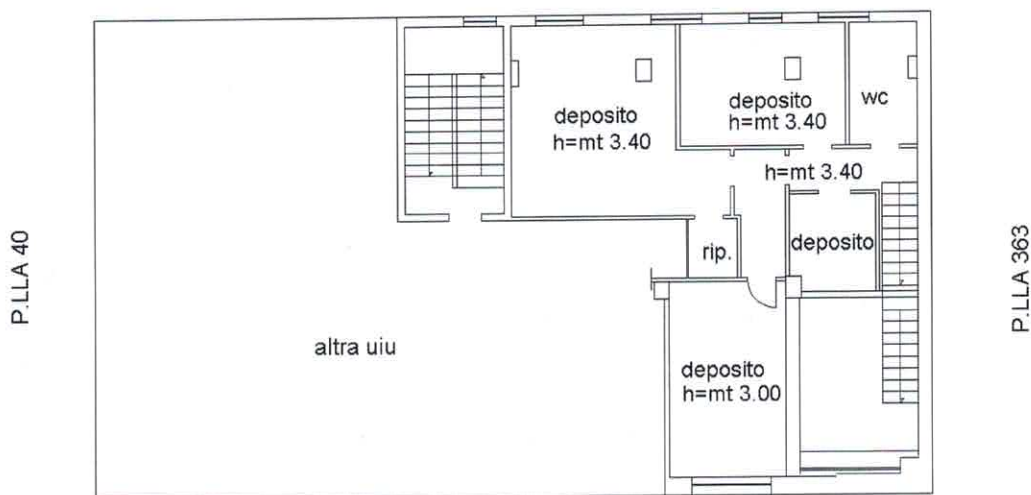 deposito
h=mt 3.40
deposito
h=mt 3.40
wc
h=mt 3.40
rip.
deposito
P.LLA 40
P.LLA 363
altra uiu
deposito
h=mt 3.00